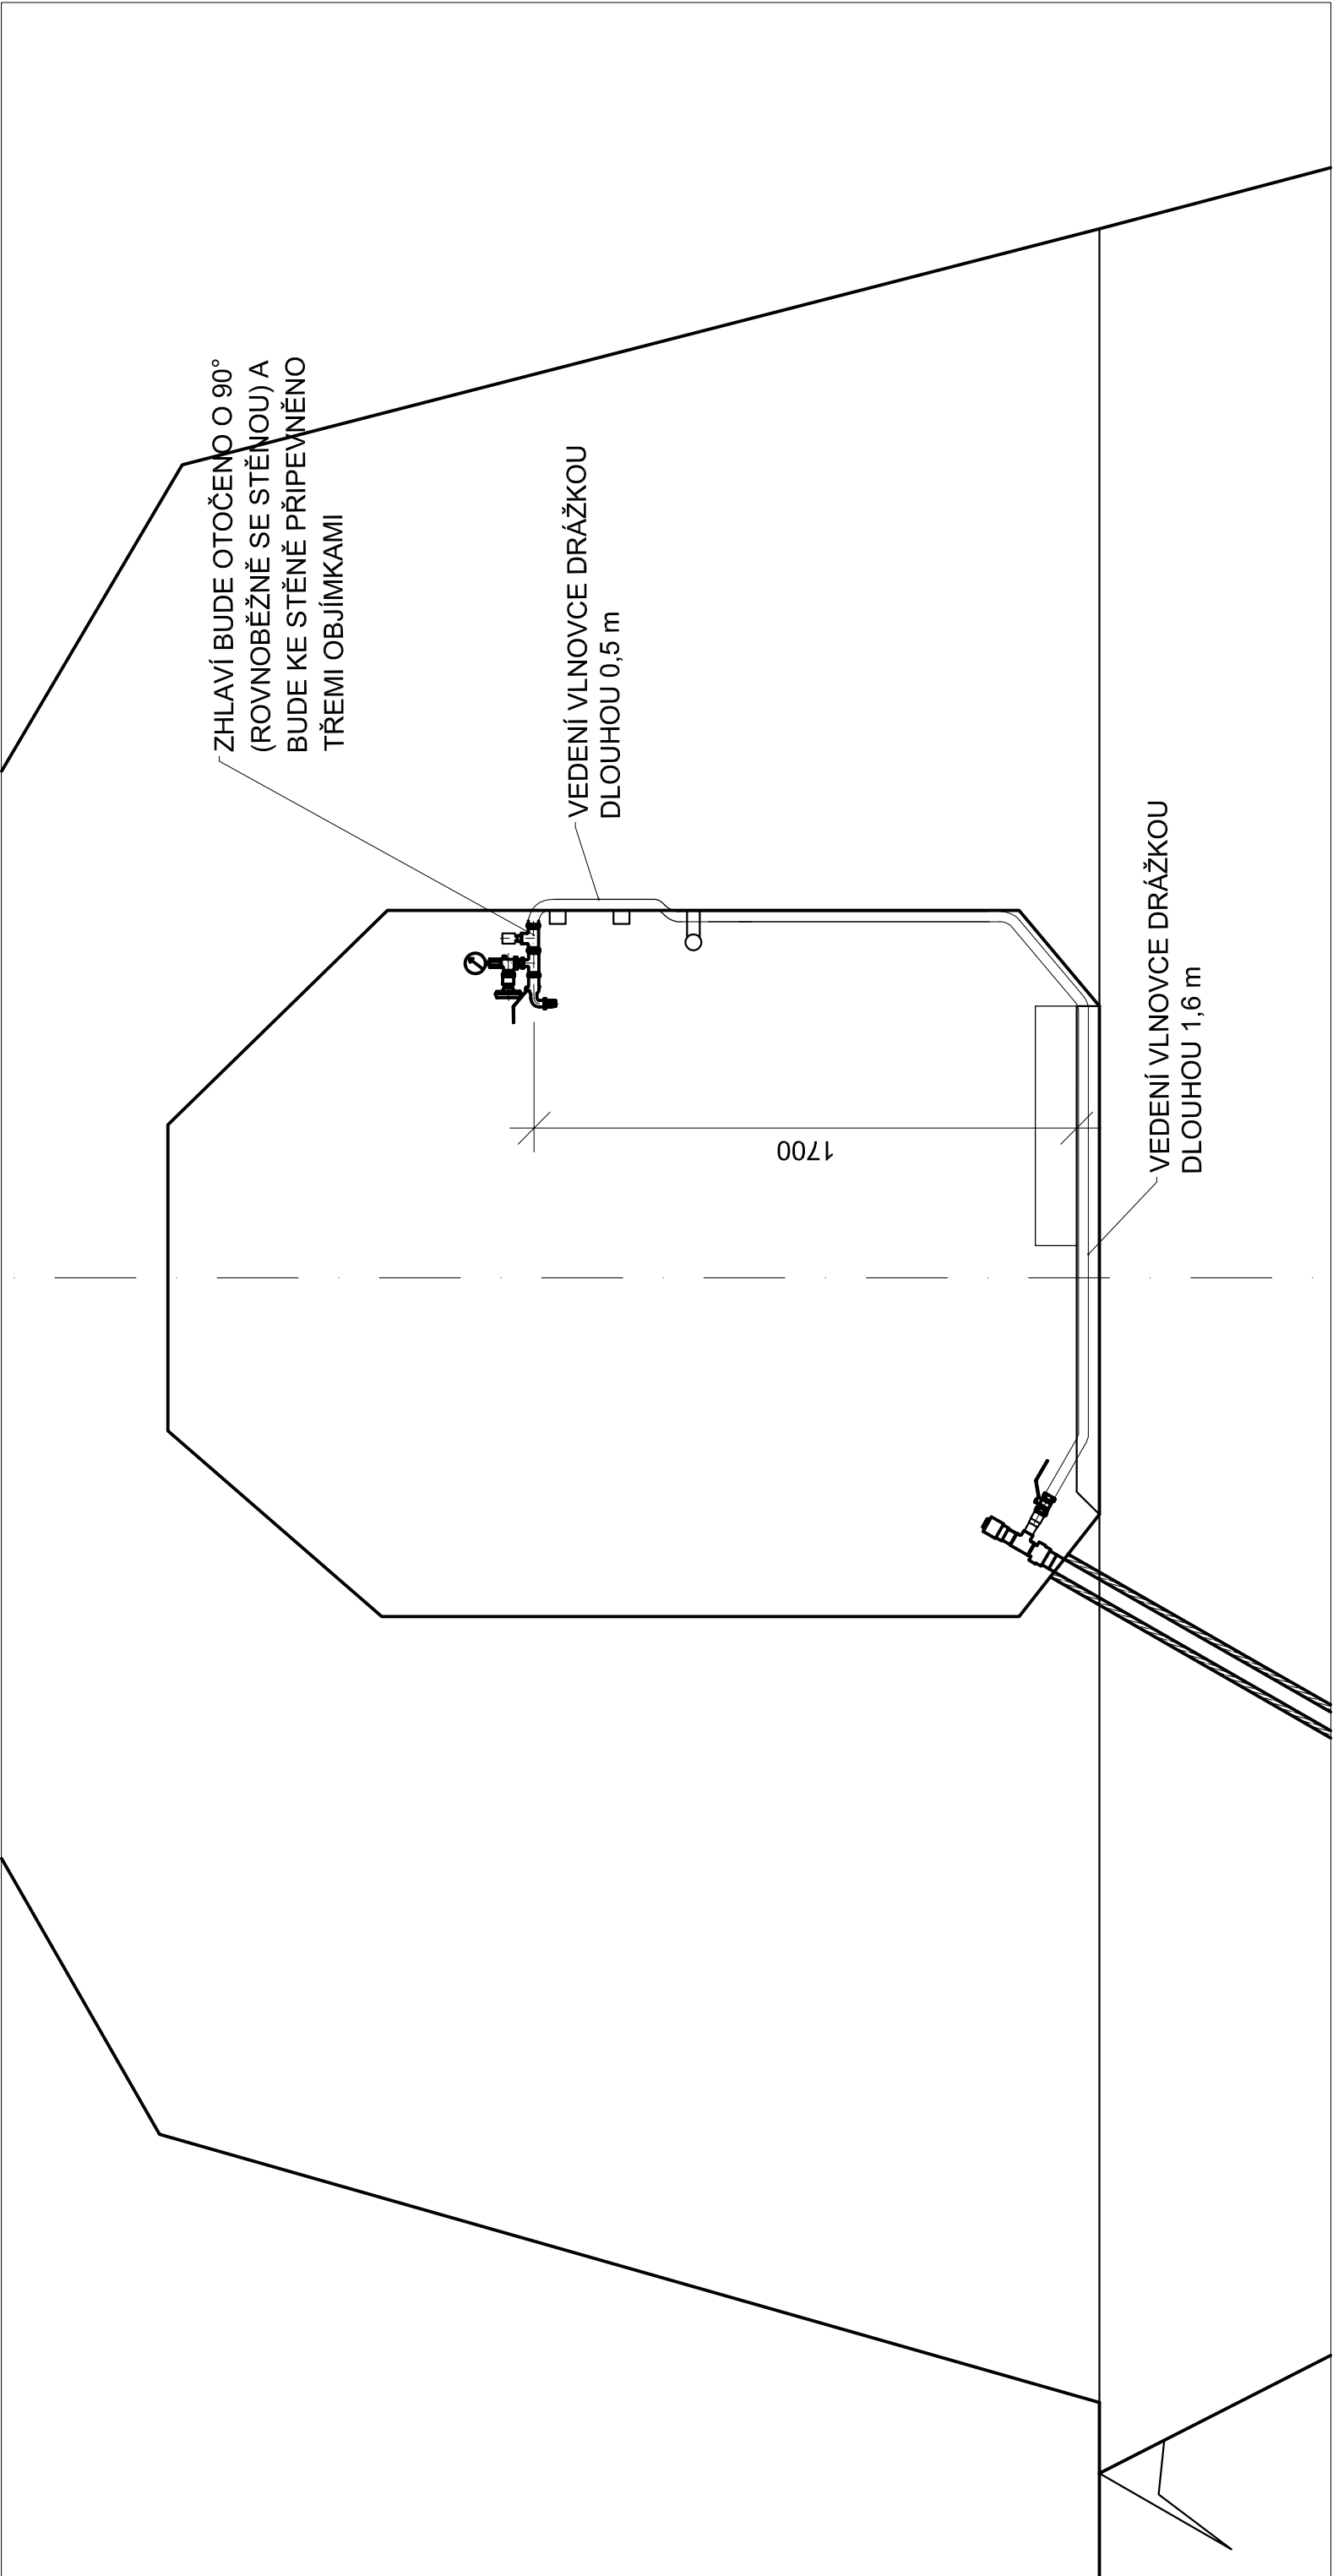 ZHLAVÍ BUDE OTOČENO O 90°
(ROVNOBĚŽNĚ SE STĚNOU) A
BUDE KE STĚNĚ PŘIPEVNĚNO
TŘEMI OBJÍMKAMI
VEDENÍ VLNOVCE DRÁŽKOU
DLOUHOU 0,5 m
1700
VEDENÍ VLNOVCE DRÁŽKOU
DLOUHOU 1,6 m